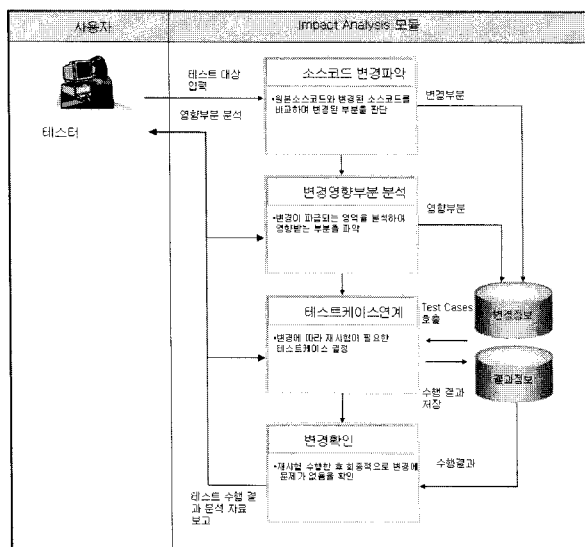 사용자
Impact Analysis 모듈
테스트 대상
입력
영향부분 분석
테스터
소스코드 변경파악
•원본소스코드와 변경된 소스코드를
비교하여 변경된 부분을 판단
변경부분
변경영향부분 분석
•변경이 파급되는 영역을 분석하여
영향받는 부분을 파악
영향부분
테스트케이스연계
•변경에 따라 재시험이 필요한
테스트케이스 결정
Test Cases
호출
변경정보
결과정보
수행 결과
저장
변경확인
•재시험 수행한 후 최종적으로 변경에
문제가 없음을 확인
수행결과
테스트 수행 결
과 분석 자료
보고